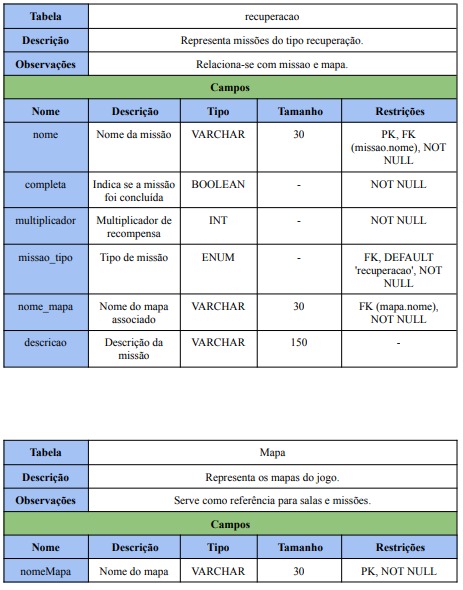 Tabela recuperacao
Descrição Representa missões do tipo recuperação.
Observações Relaciona-se com missao e mapa.
Campos
Nome Descrição Tipo Tamanho Restrições
nome Nome da missão VARCHAR 30 PK, FK
(missao.nome), NOT
NULL
completa Indica se a missão BOOLEAN - NOT NULL
foi concluída
multiplicador Multiplicador de INT - NOT NULL
recompensa
missao_tipo Tipo de missão ENUM - FK, DEFAULT
'recuperacao', NOT
NULL
nome_mapa Nome do mapa VARCHAR 30 FK (mapa.nome),
associado NOT NULL
descricao Descrição da VARCHAR 150 -
missão
Tabela Mapa
Descrição Representa os mapas do jogo.
Observações Serve como referência para salas e missões.
Campos
Nome Descrição Tipo Tamanho Restrições
nomeMapa Nome do mapa VARCHAR 30 PK, NOT NULL